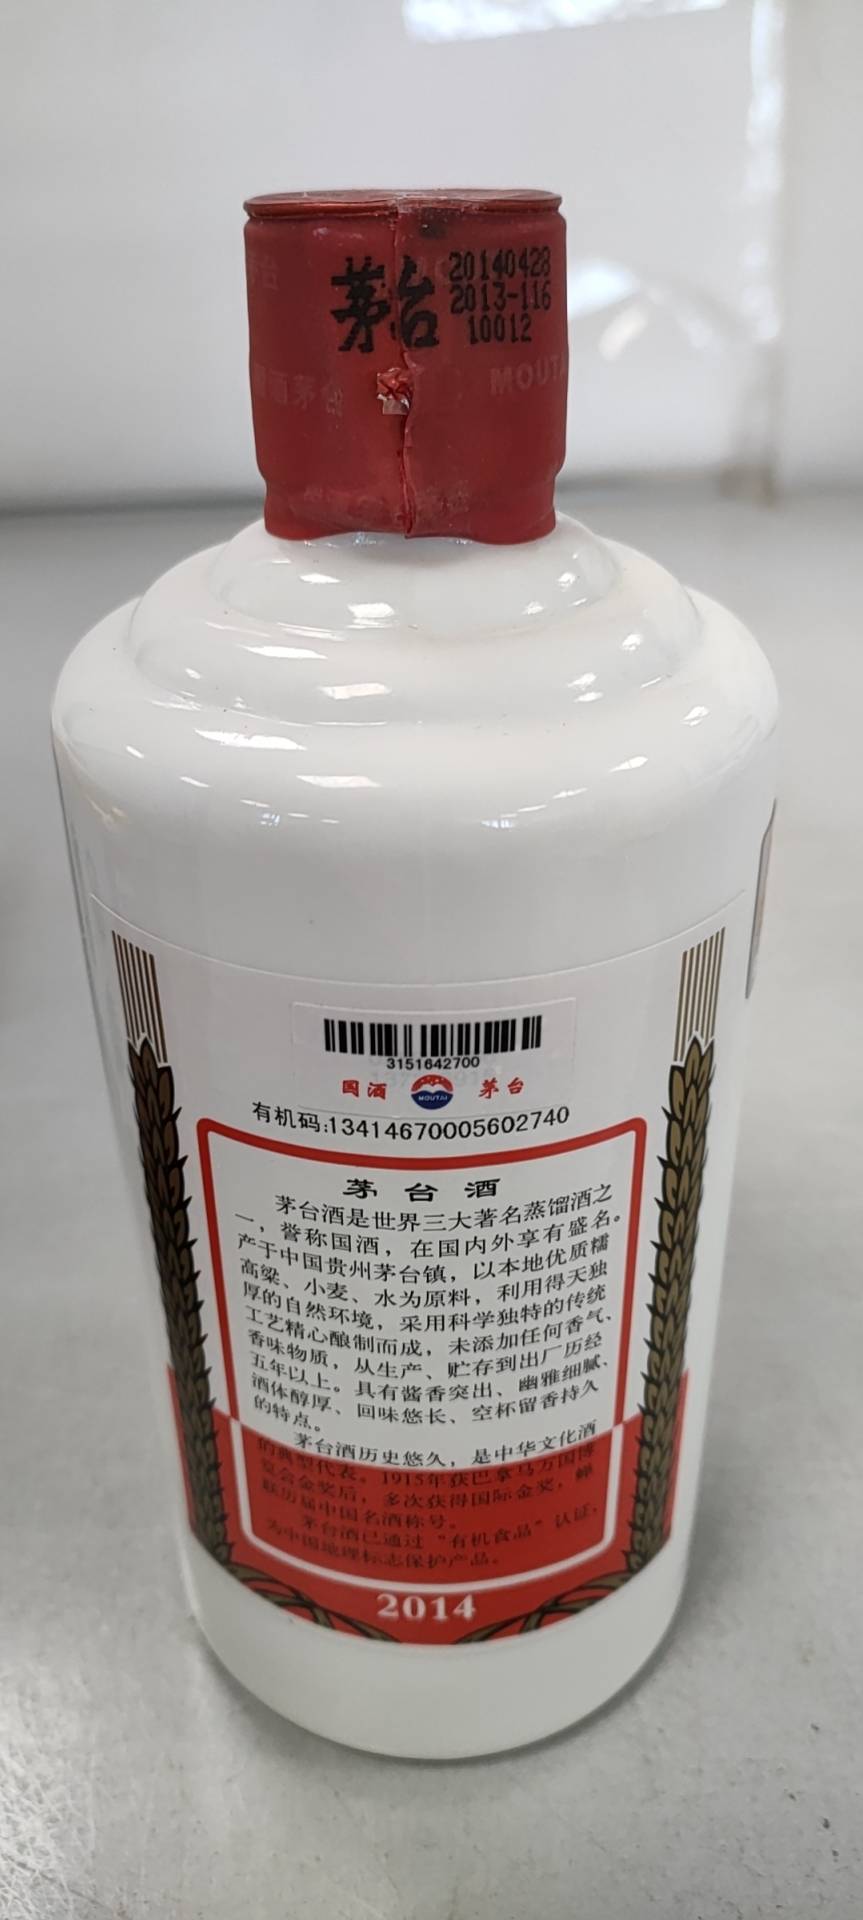 茅台
20140428
2013-116
10012
国酒茅台
MOUTA
3151642700
国酒
MOUTAI
茅台
有机码:13414670005602740
茅台酒
茅台酒是世界三大著名蒸馏酒之
一，誉称国酒，在国内外享有盛名。
产于中国贵州茅台镇，以本地优质糯
高粱、小麦、水为原料，利用得天独
厚的自然环境，采用科学独特的传统
工艺精心酿制而成，未添加任何香气、
香味物质，从生产、贮存到出厂历经
五年以上。具有酱香突出、幽雅细腻、
酒体醇厚、回味悠长、空杯留香持久
的特点。
茅台酒历史悠久，是中华文化酒
的典型代表。1915年获巴拿马万国博
览会金奖后，多次获得国际金奖，蝉
联历届中国名酒称号。
茅台酒已通过“有机食品”认证，
为中国地理标志保护产品。
2014